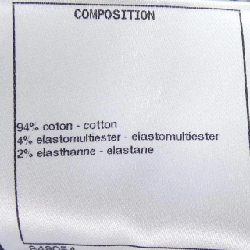 COMPOSITION
94% coton - cotton
4% elastomultiester - elastomultiester
2% elasthanne - elastane